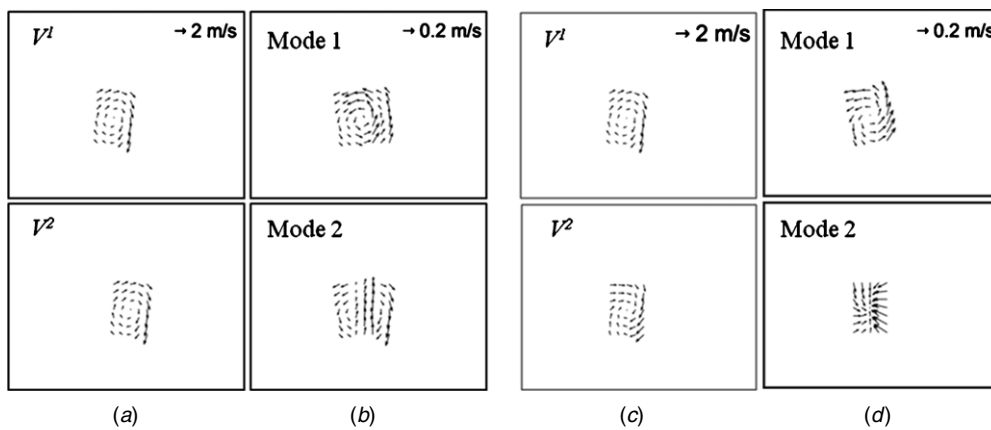 V¹ → 2 m/s
Mode 1 → 0.2 m/s
V¹ → 2 m/s
Mode 1 → 0.2 m/s
V²
Mode 2
V²
Mode 2
(a)
(b)
(c)
(d)